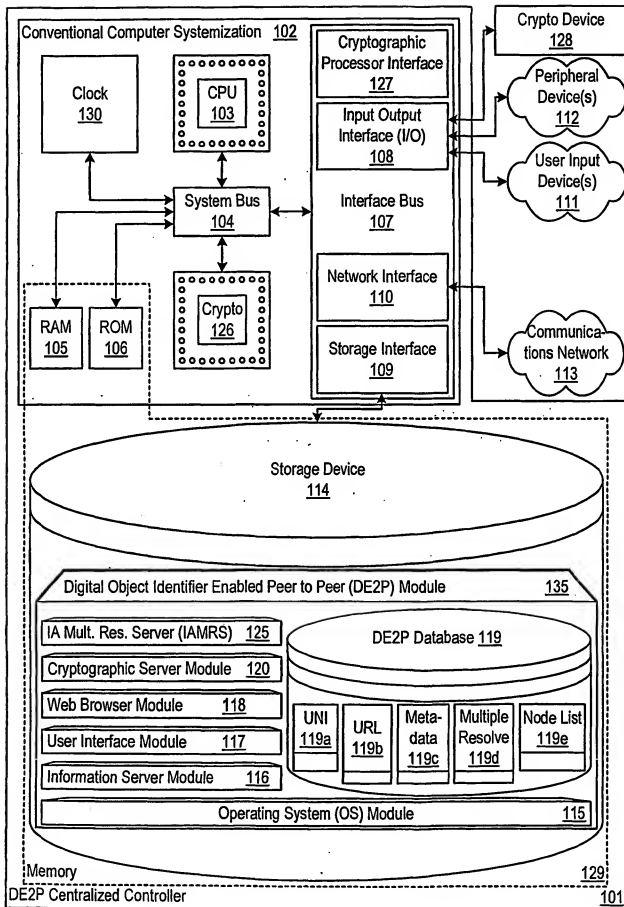 Conventional Computer Systemization 102
Clock
130
CPU
103
Cryptographic
Processor Interface
127
Input Output
Interface (I/O)
108
Crypto Device
128
Peripheral
Device(s)
112
User Input
Device(s)
111
System Bus
104
Interface Bus
107
RAM
105
ROM
106
Crypto
126
Network Interface
110
Storage Interface
109
Communica-
tions Network
113
Storage Device
114
Digital Object Identifier Enabled Peer to Peer (DE2P) Module 135
IA Mult. Res. Server (IAMRS) 125
Cryptographic Server Module 120
Web Browser Module 118
User Interface Module 117
Information Server Module 116
DE2P Database 119
UNI
119a
URL
119b
Meta-
data
119c
Multiple
Resolve
119d
Node List
119e
Operating System (OS) Module 115
Memory 129
DE2P Centralized Controller 101